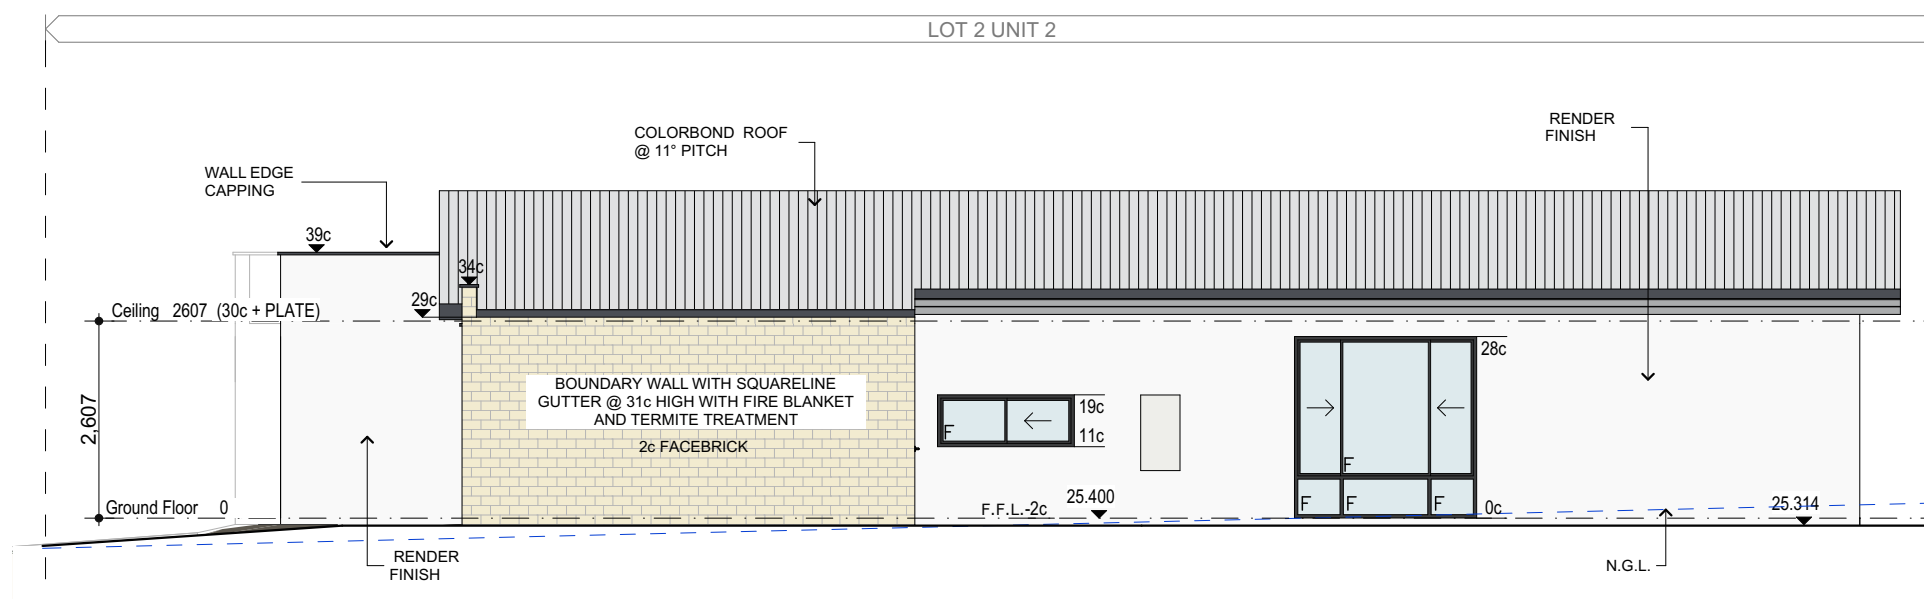 LOT 2 UNIT 2
RENDER
FINISH
COLORBOND ROOF
@ 11° PITCH
WALL EDGE
CAPPING
39c
34c
29c
Ceiling 2607 (30c + PLATE)
28c
BOUNDARY WALL WITH SQUARELINE
GUTTER @ 31c HIGH WITH FIRE BLANKET
AND TERMITE TREATMENT
2c FACEBRICK
19c
11c
F
F
2,607
Ground Floor 0
F.F.L.-2c
25.400
F
F
F
0c
25.314
RENDER
FINISH
N.G.L.